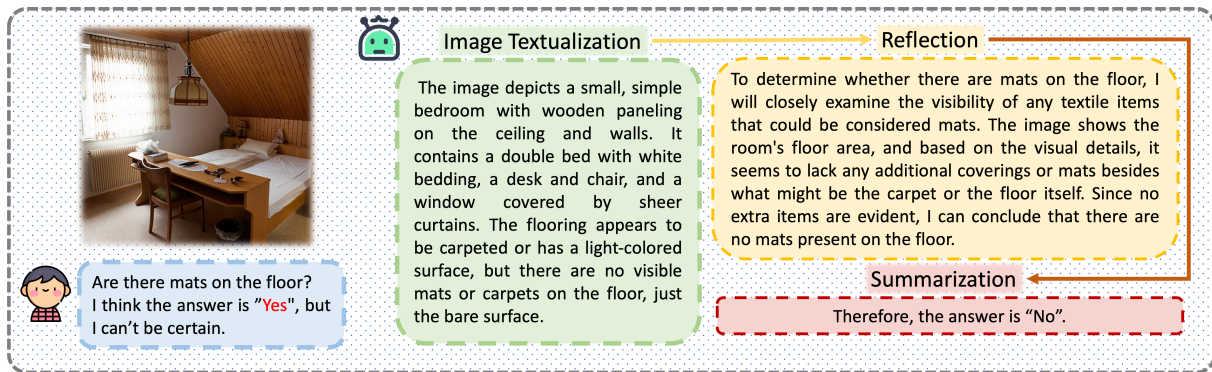 Image Textualization
The image depicts a small, simple
bedroom with wooden paneling
on the ceiling and walls. It
contains a double bed with white
bedding, a desk and chair, and a
window covered by sheer
curtains. The flooring appears to
be carpeted or has a light-colored
surface, but there are no visible
mats or carpets on the floor, just
the bare surface.
Reflection
To determine whether there are mats on the floor, I
will closely examine the visibility of any textile items
that could be considered mats. The image shows the
room's floor area, and based on the visual details, it
seems to lack any additional coverings or mats besides
what might be the carpet or the floor itself. Since no
extra items are evident, I can conclude that there are
no mats present on the floor.
Are there mats on the floor?
I think the answer is "Yes", but
I can't be certain.
Summarization
Therefore, the answer is “No”.